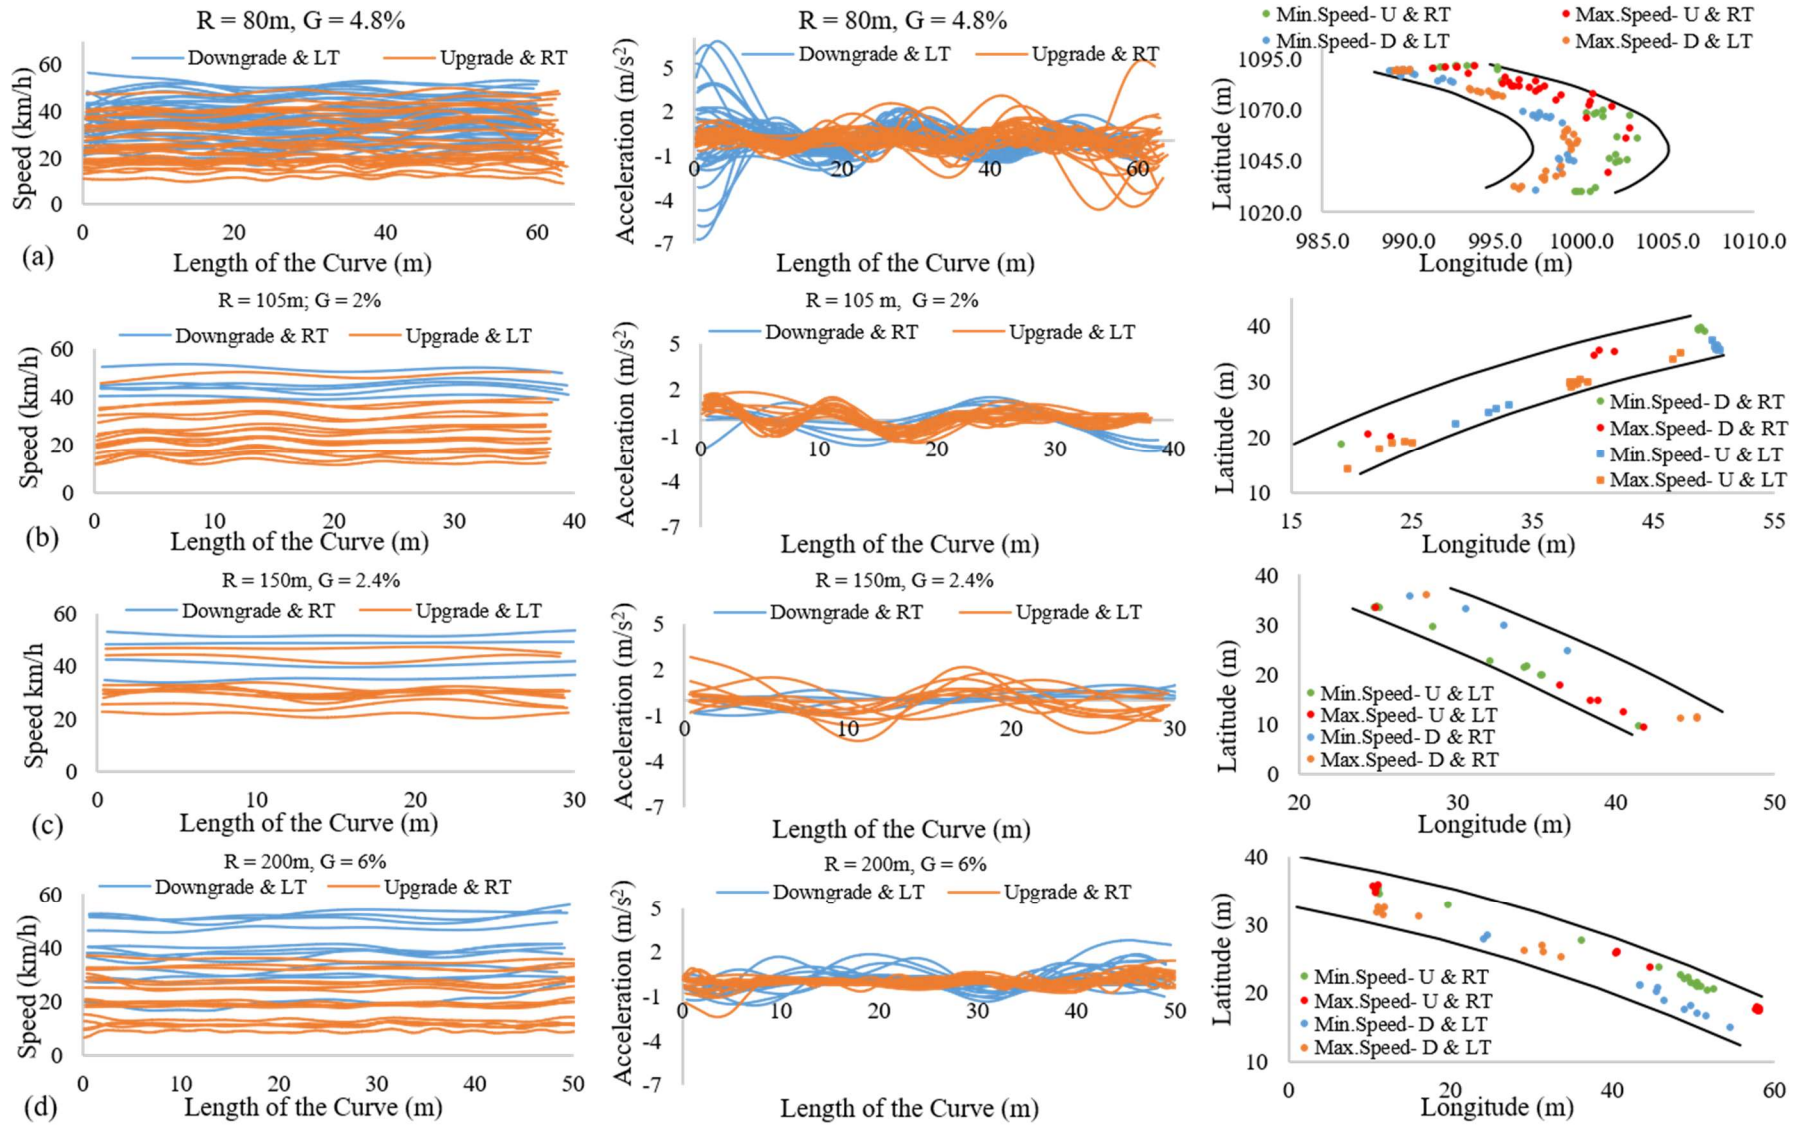 R = 80m, G = 4.8%
Downgrade & LT
Upgrade & RT
Speed (km/h)
60
40
20
0
0 20 40 60
Length of the Curve (m)
(a)
R = 80m, G = 4.8%
Downgrade & LT
Upgrade & RT
Acceleration (m/s²)
5
2
-1
-4
-7
0 20 40 60
Length of the Curve (m)
Min.Speed- U & RT
Max.Speed- U & RT
Min.Speed- D & LT
Max.Speed- D & LT
Latitude (m)
1095.0
1070.0
1045.0
1020.0
985.0 990.0 995.0 1000.0 1005.0 1010.0
Longitude (m)
R = 105m; G = 2%
Downgrade & RT
Upgrade & LT
Speed (km/h)
60
40
20
0
0 10 20 30 40
Length of the Curve (m)
(b)
R = 105 m, G = 2%
Downgrade & RT
Upgrade & LT
Acceleration (m/s²)
5
2
-1
-4
-7
0 10 20 30 40
Length of the Curve (m)
Latitude (m)
40
30
20
10
Min.Speed- D & RT
Max.Speed- D & RT
Min.Speed- U & LT
Max.Speed- U & LT
15 25 35 45 55
Longitude (m)
R = 150m, G = 2.4%
Downgrade & RT
Upgrade & LT
Speed km/h
60
40
20
0
0 10 20 30
Length of the Curve (m)
(c)
R = 150m, G = 2.4%
Downgrade & RT
Upgrade & LT
Acceleration (m/s²)
5
2
-1
-4
-7
0 10 20 30
Length of the Curve (m)
Latitude (m)
40
30
20
10
0
Min.Speed- U & LT
Max.Speed- U & LT
Min.Speed- D & RT
Max.Speed- D & RT
20 30 40 50
Longitude (m)
R = 200m, G = 6%
Downgrade & LT
Upgrade & RT
Speed (km/h)
60
40
20
0
0 10 20 30 40 50
Length of the Curve (m)
(d)
R = 200m, G = 6%
Downgrade & LT
Upgrade & RT
Acceleration (m/s²)
5
2
-1
-4
-7
0 10 20 30 40 50
Length of the Curve (m)
Latitude (m)
40
30
20
10
Min.Speed- U & RT
Max.Speed- U & RT
Min.Speed- D & LT
Max.Speed- D & LT
0 20 40 60
Longitude (m)